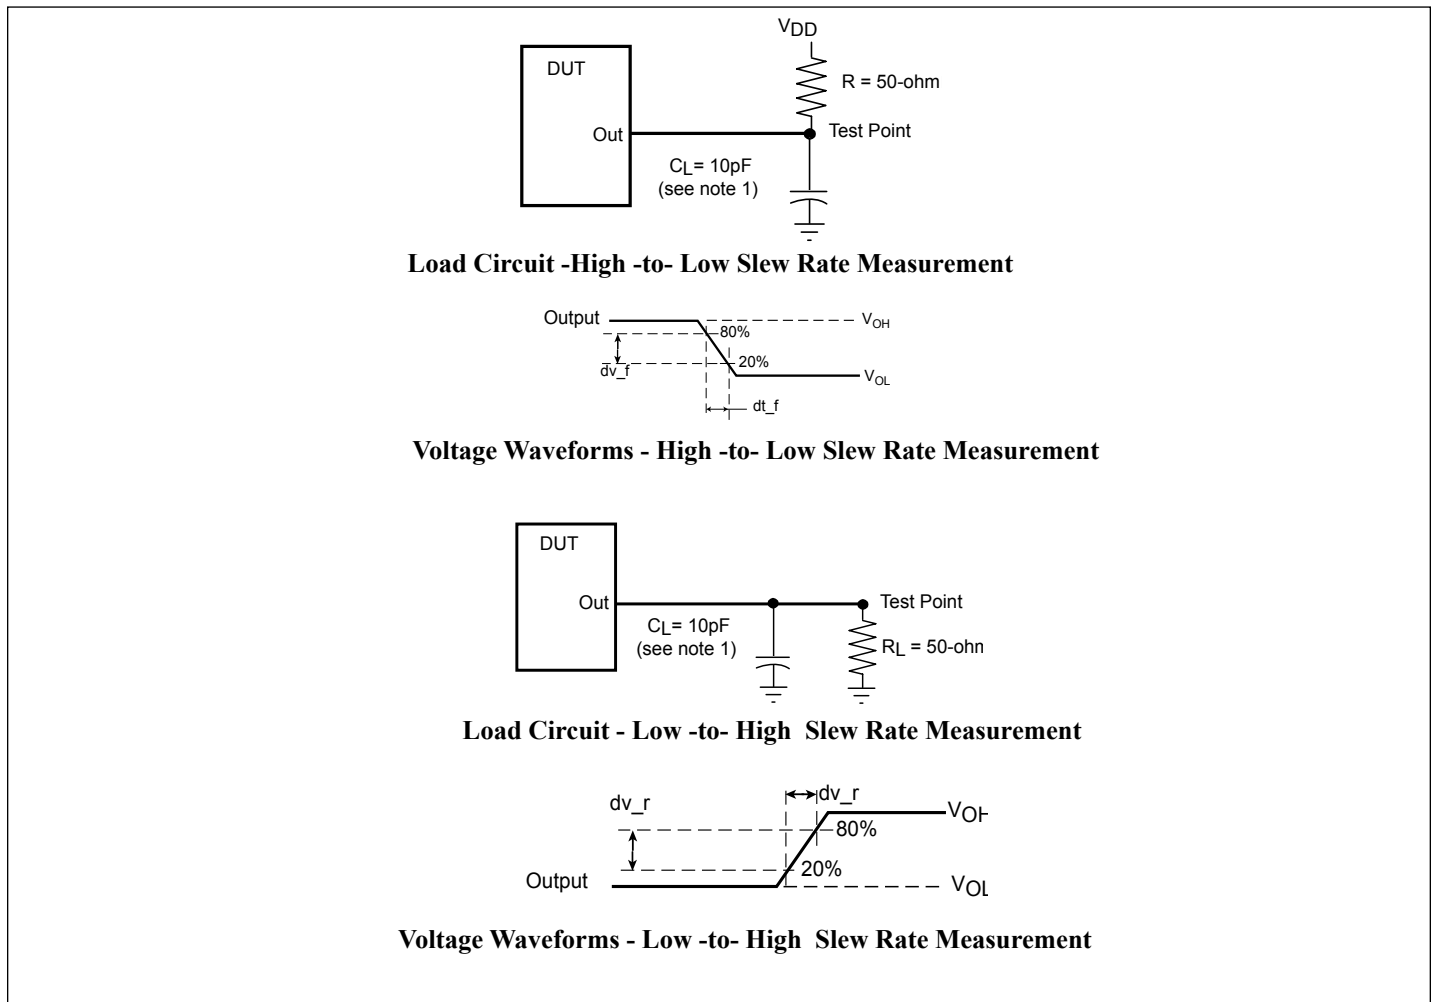 VDD
DUT
R = 50-ohm
Out
Test Point
CL= 10pF
(see note 1)
Load Circuit -High -to- Low Slew Rate Measurement
Output
VOH
80%
20%
dv_f
VOL
dt_f
Voltage Waveforms - High -to- Low Slew Rate Measurement
DUT
Out
Test Point
CL= 10pF
(see note 1)
RL = 50-ohm
Load Circuit - Low -to- High Slew Rate Measurement
dv_r
dv_r
VOH
80%
20%
Output
VOL
Voltage Waveforms - Low -to- High Slew Rate Measurement